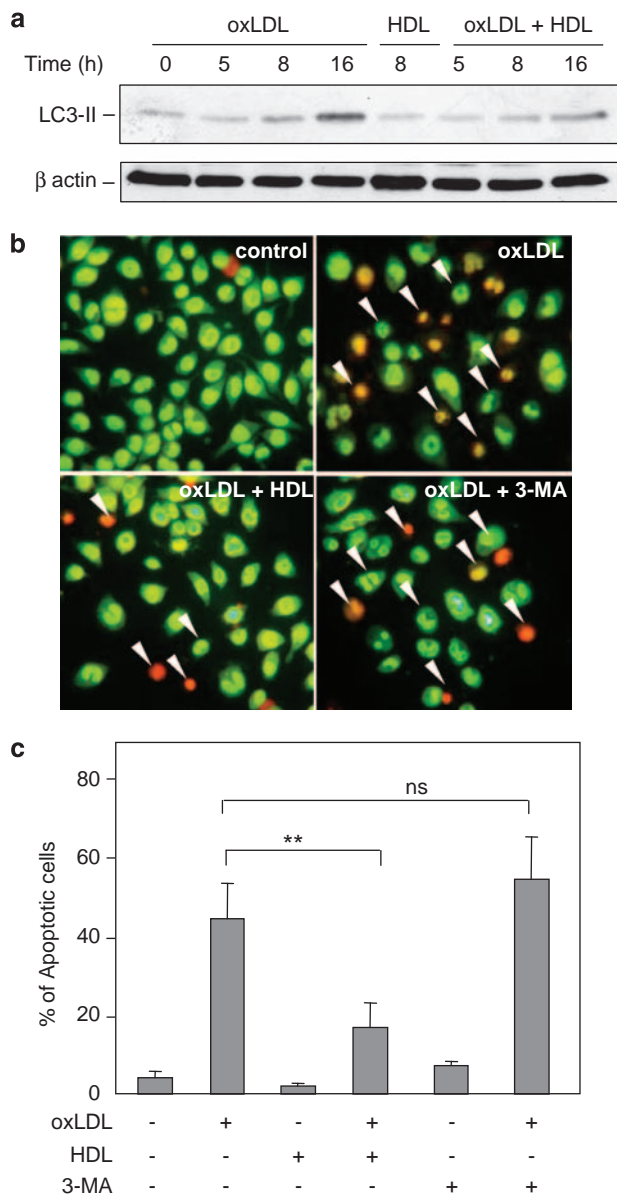 a
oxLDL HDL oxLDL + HDL
Time (h) 0 5 8 16 8 5 8 16
LC3-II –
β actin –
b
control oxLDL
oxLDL + HDL oxLDL + 3-MA
c
ns
**
80
60
40
20
0
% of Apoptotic cells
oxLDL - + - + - +
HDL - - + + - -
3-MA - - - - + +